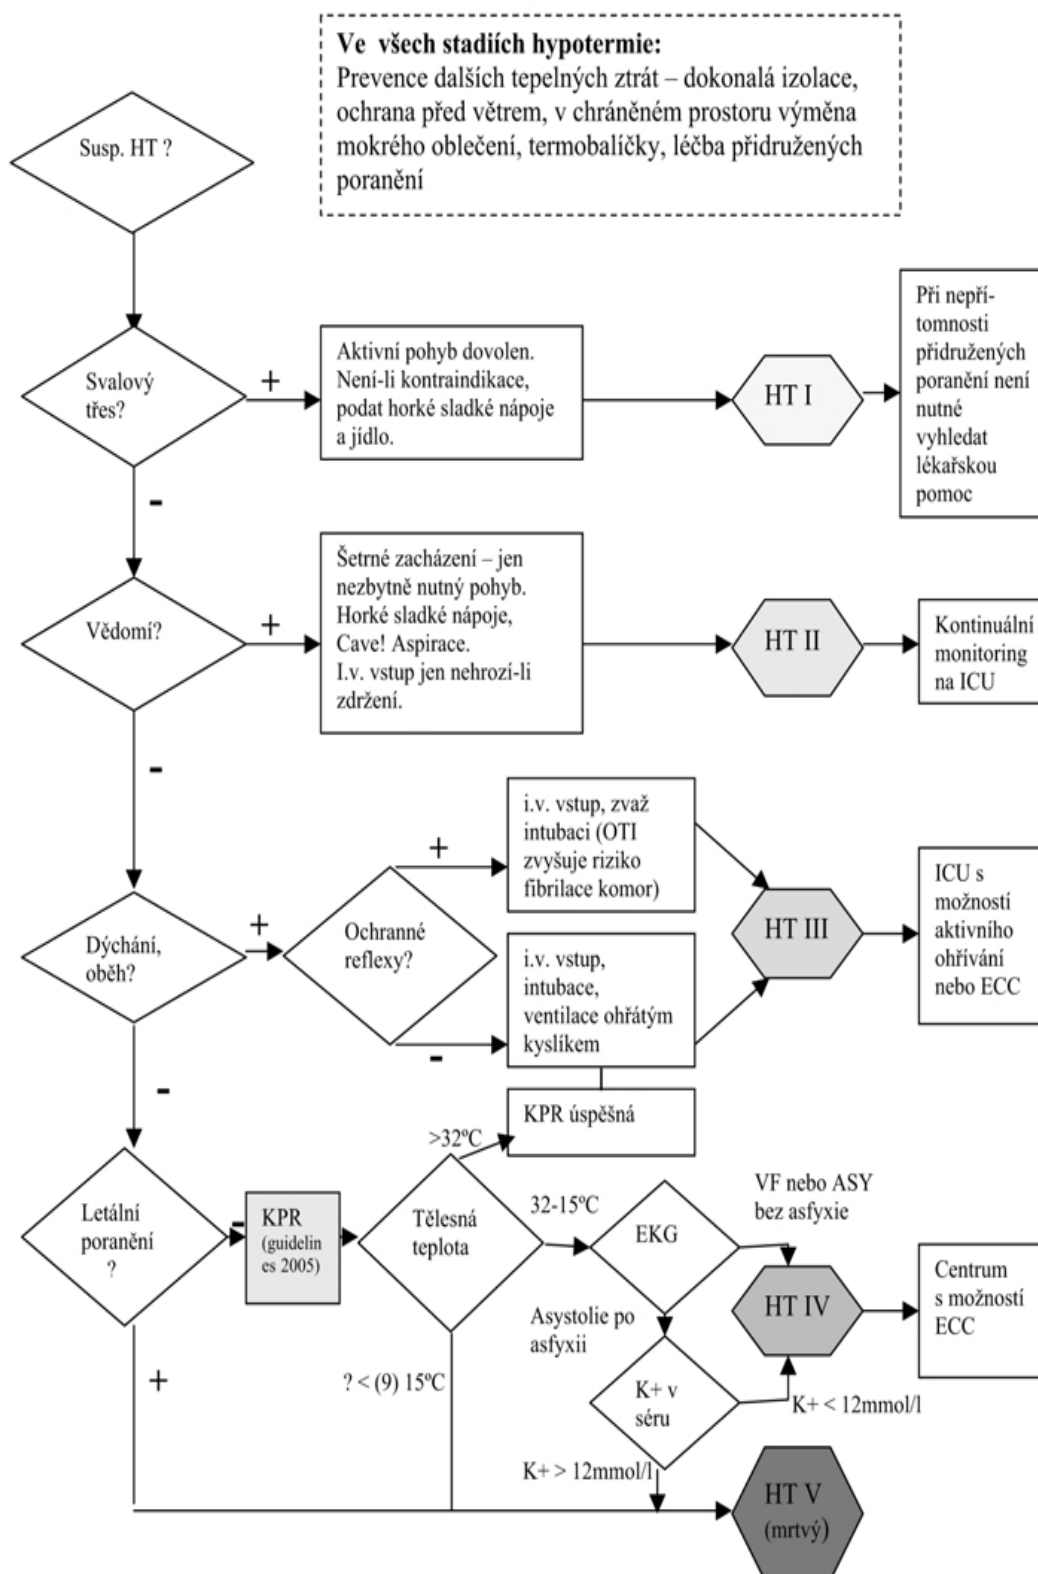 Ve všech stadiích hypotermie:
Prevence dalších tepelných ztrát – dokonalá izolace,
ochrana před větrem, v chráněném prostoru výměna
mokrého oblečení, termobalíčky, léčba přidružených
poranění
Susp. HT ?
Svalový
třes?
+
Aktivní pohyb dovolen.
Není-li kontraindikace,
podat horké sladké nápoje
a jídlo.
HT I
Při nepří-
tomnosti
přidružených
poranění není
nutné
vyhledat
lékařskou
pomoc
-
Vědomí?
+
Šetrné zacházení – jen
nezbytně nutný pohyb.
Horké sladké nápoje,
Cave! Aspirace.
I.v. vstup jen nehrozí-li
zdržení.
HT II
Kontinuální
monitoring
na ICU
-
Dýchání,
oběh?
+
Ochranné
reflexy?
+
i.v. vstup, zvaž
intubaci (OTI
zvyšuje riziko
fibrilace komor)
-
i.v. vstup,
intubace,
ventilace ohřátým
kyslíkem
HT III
ICU s
možností
aktivního
ohřívání
nebo ECC
-
Letální
poranění
?
-
KPR
(guidelin
es 2005)
Tělesná
teplota
>32ºC
KPR úspěšná
32-15ºC
EKG
VF nebo ASY
bez asfyxie
HT IV
Centrum
s možností
ECC
Asystolie po
asfyxii
K+ v
séru
K+ < 12mmol/l
+
? < (9) 15ºC
K+ > 12mmol/l
HT V
(mrtvý)